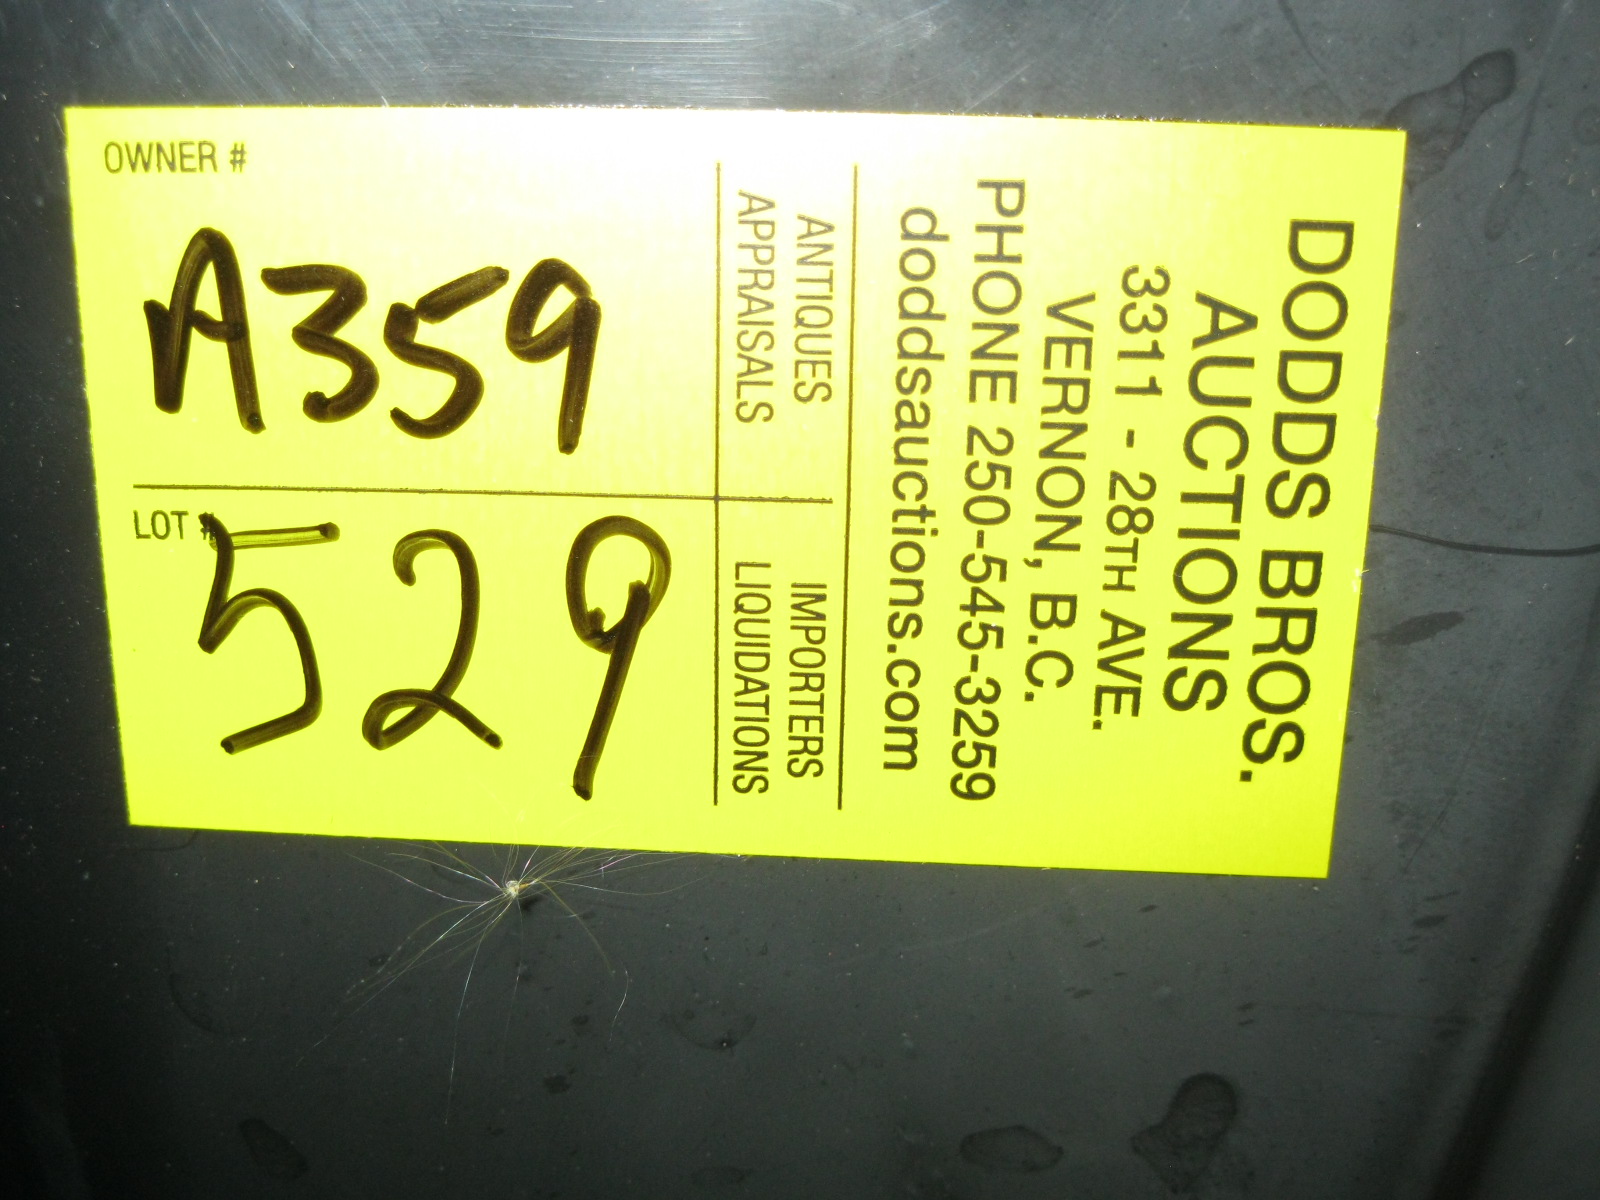 DODDS BROS.
AUCTIONS
3311 - 28TH AVE.
VERNON, B.C.
PHONE 250-545-3259
doddsauctions.com
ANTIQUES
APPRAISALS
IMPORTERS
LIQUIDATIONS
OWNER #
A359
LOT #
529